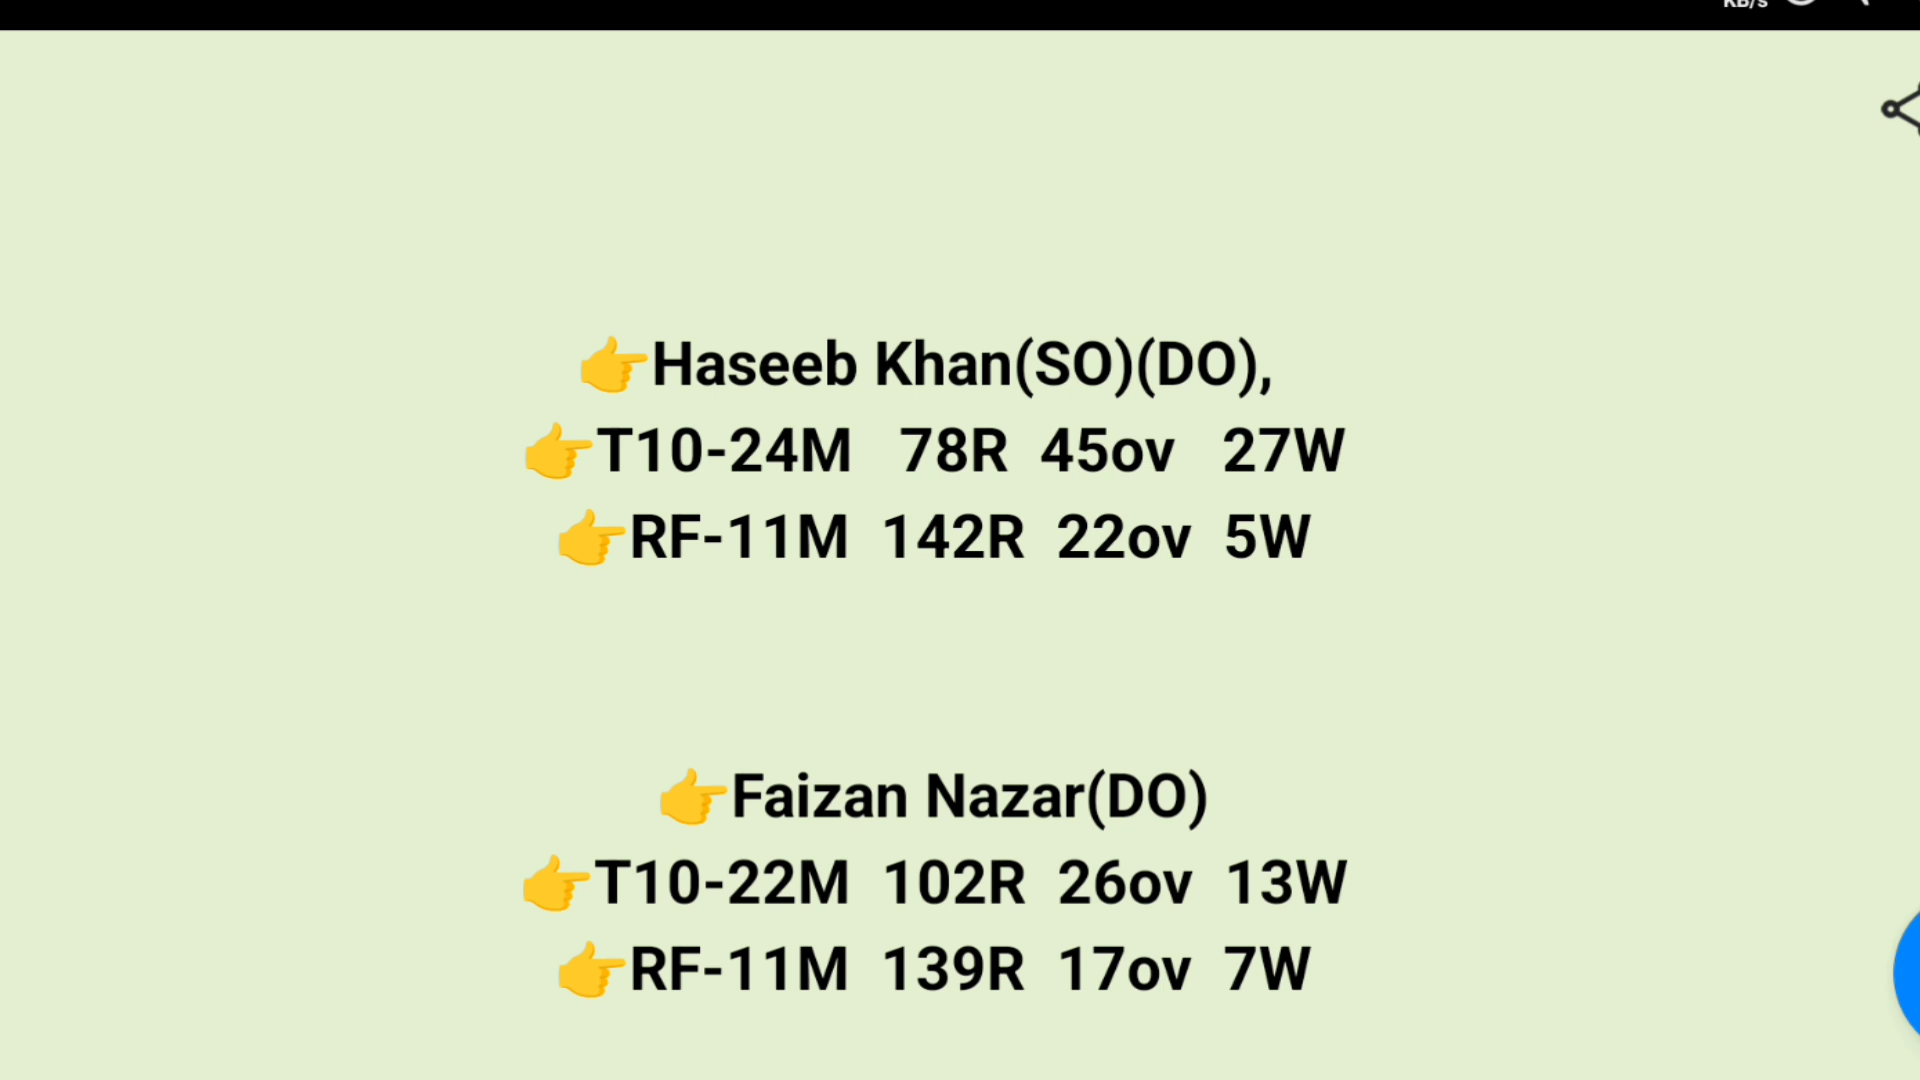 KB/s
👉Haseeb Khan(SO)(DO),
👉T10-24M 78R 45ov 27W
👉RF-11M 142R 22ov 5W
👉Faizan Nazar(DO)
👉T10-22M 102R 26ov 13W
👉RF-11M 139R 17ov 7W